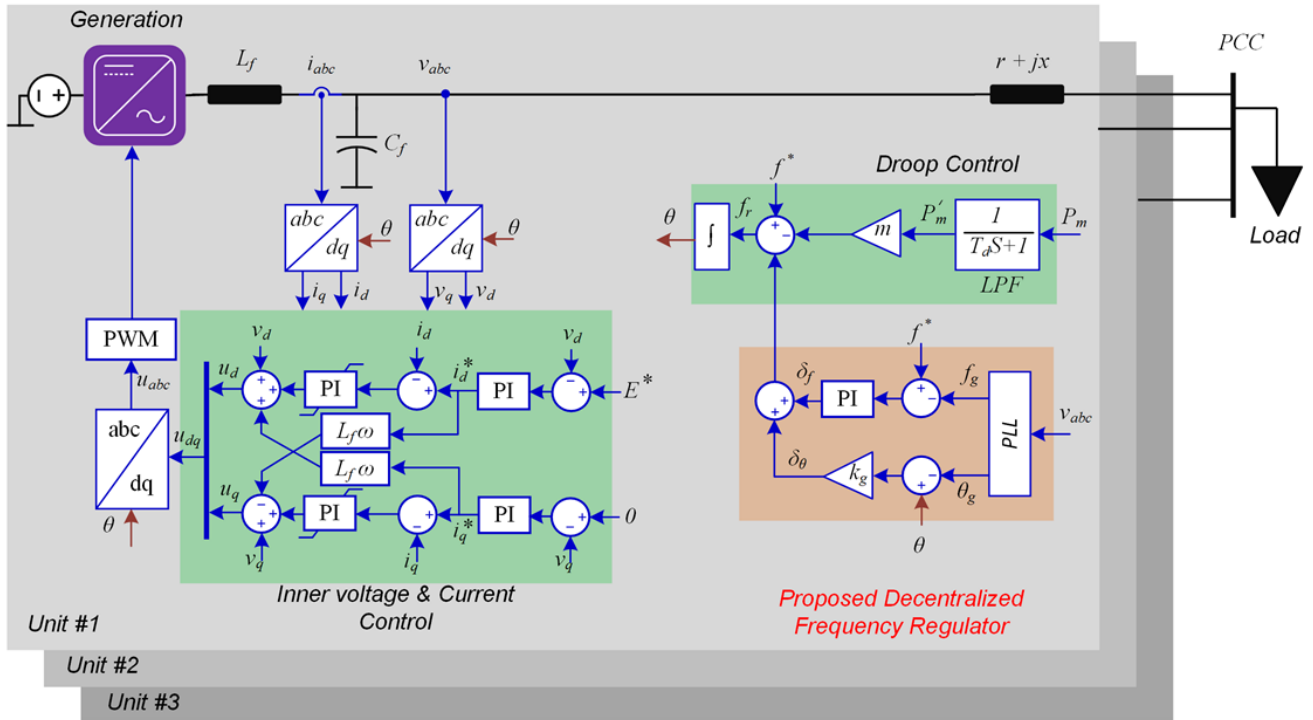 Generation
L_f
i_abc
v_abc
r + jx
PCC
C_f
Load
Droop Control
f*
θ
∫
f_r
m
P_m′
1
T_dS+1
P_m
LPF
abc
dq
θ
abc
dq
θ
i_q
i_d
v_q
v_d
PWM
u_abc
abc
dq
θ
u_dq
v_d
i_d
v_d
u_d
PI
i_d*
PI
E*
L_f ω
L_f ω
u_q
PI
i_q*
PI
0
v_q
i_q
v_q
Inner voltage & Current
Control
f*
δ_f
PI
f_g
PLL
v_abc
δ_θ
k_g
θ_g
θ
Proposed Decentralized
Frequency Regulator
Unit #1
Unit #2
Unit #3